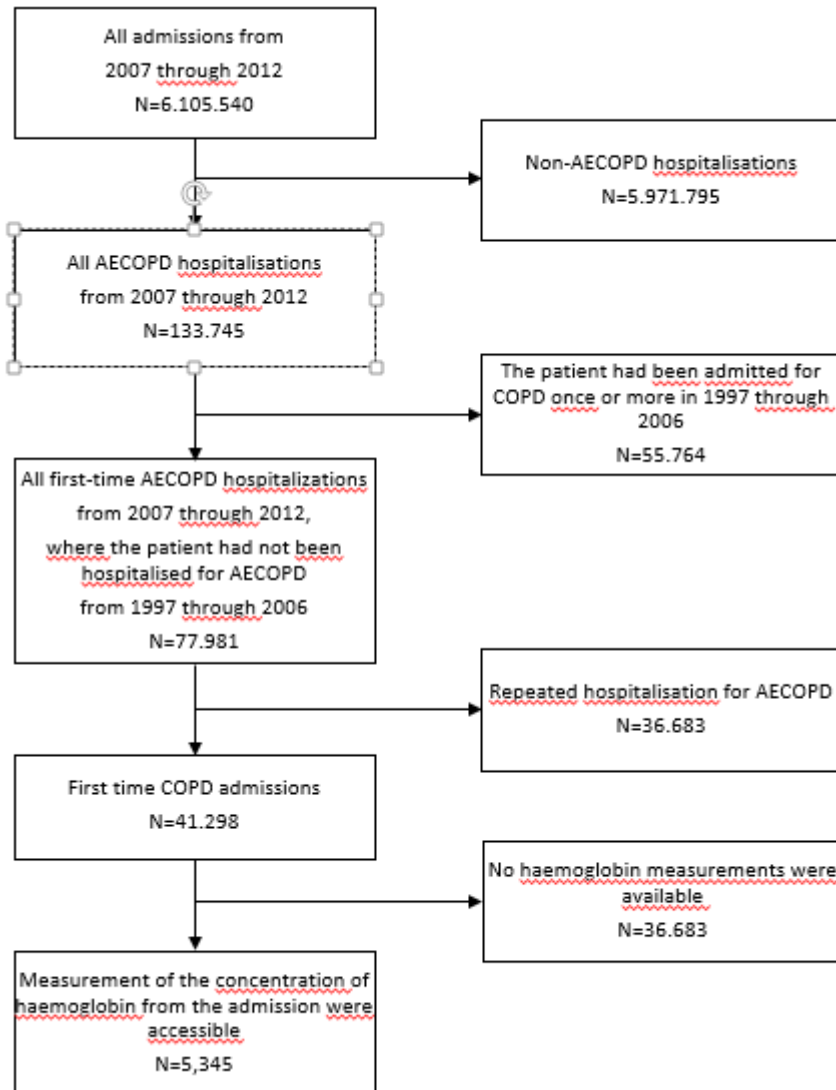 All admissions from
2007 through 2012
N=6.105.540
Non-AECOPD hospitalisations
N=5.971.795
All AECOPD hospitalisations
from 2007 through 2012
N=133.745
The patient had been admitted for
COPD once or more in 1997 through
2006
N=55.764
All first-time AECOPD hospitalizations
from 2007 through 2012,
where the patient had not been
hospitalised for AECOPD
from 1997 through 2006
N=77.981
Repeated hospitalisation for AECOPD
N=36.683
First time COPD admissions
N=41.298
No haemoglobin measurements were
available
N=36.683
Measurement of the concentration of
haemoglobin from the admission were
accessible
N=5,345